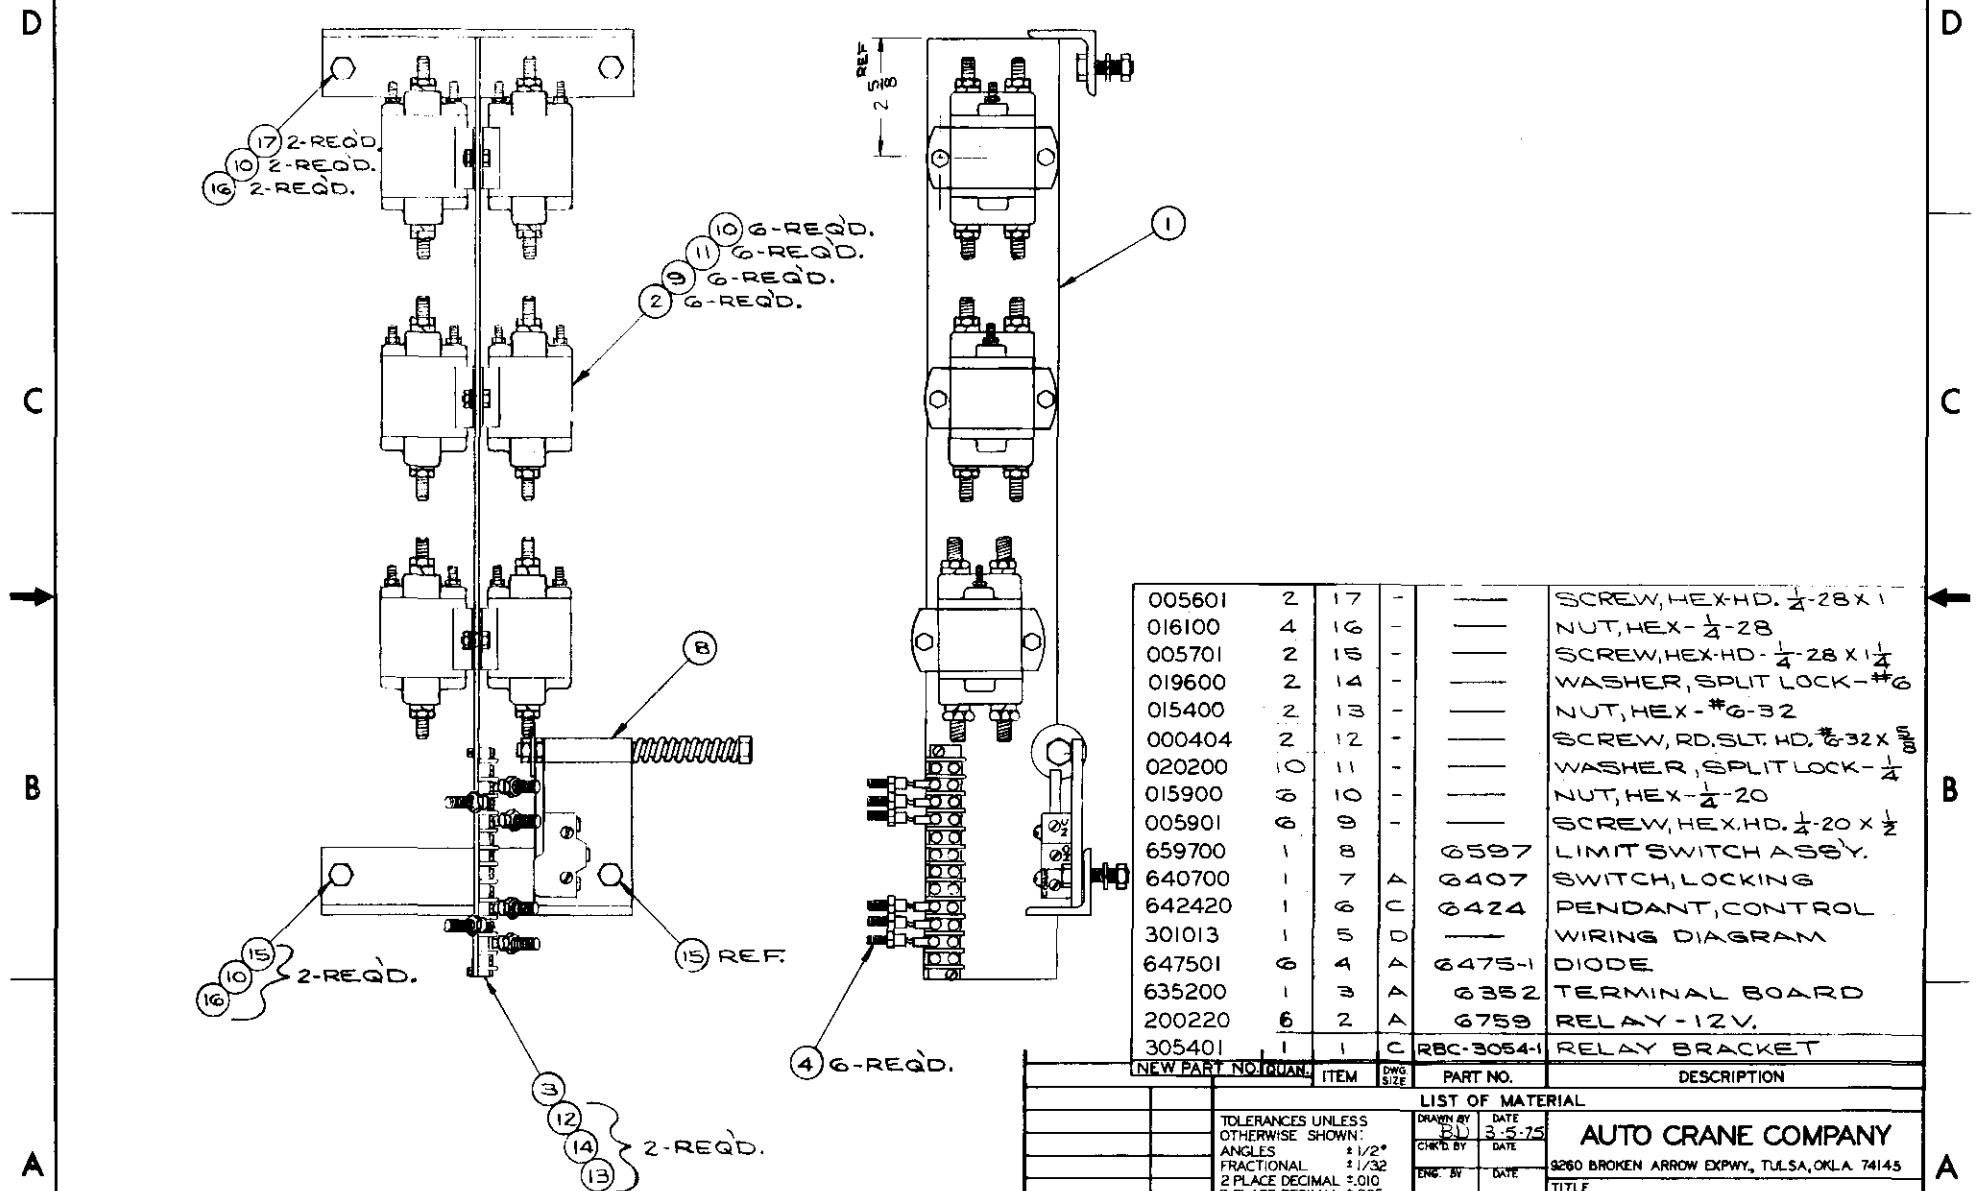 D
D
REF
2 5/8
17 2-REQ'D.
10 2-REQ'D.
16 2-REQ'D.
10 6-REQ'D.
11 6-REQ'D.
9 6-REQ'D.
2 6-REQ'D.
1
C
C
8
B
B
15
10
16
2-REQ'D.
15 REF.
4 6-REQ'D.
3
12
14
13
2-REQ'D.
005601 2 17 - — SCREW, HEX-HD. 1/4-28 X 1
016100 4 16 - — NUT, HEX-1/4-28
005701 2 15 - — SCREW, HEX-HD-1/4-28 X 1 1/4
019600 2 14 - — WASHER, SPLIT LOCK-#6
015400 2 13 - — NUT, HEX-#6-32
000404 2 12 - — SCREW, RD. SLT. HD. #6-32 X
020200 10 11 - — WASHER, SPLIT LOCK-1/4
015900 6 10 - — NUT, HEX-1/4-20
005901 6 9 - — SCREW, HEX.HD. 1/4-20 X 1/2
659700 1 8 6597 LIMIT SWITCH ASS'Y.
640700 1 7 A 6407 SWITCH, LOCKING
642420 1 6 C 6424 PENDANT, CONTROL
301013 1 5 D — WIRING DIAGRAM
647501 6 4 A 6475-1 DIODE
635200 1 3 A 6352 TERMINAL BOARD
200220 6 2 A 6759 RELAY-12V.
305401 1 1 C RBC-3054-1 RELAY BRACKET
NEW PART NO. QUAN. ITEM DWG. SIZE PART NO. DESCRIPTION
LIST OF MATERIAL
TOLERANCES UNLESS
OTHERWISE SHOWN:
ANGLES ±1/2°
FRACTIONAL ±1/32
2 PLACE DECIMAL ±.010
DRAWN BY DATE
BD 3-5-75
CHK'D. BY DATE
ENG. BY DATE
AUTO CRANE COMPANY
9260 BROKEN ARROW EXPWY., TULSA, OKLA. 74145
TITLE
A
A